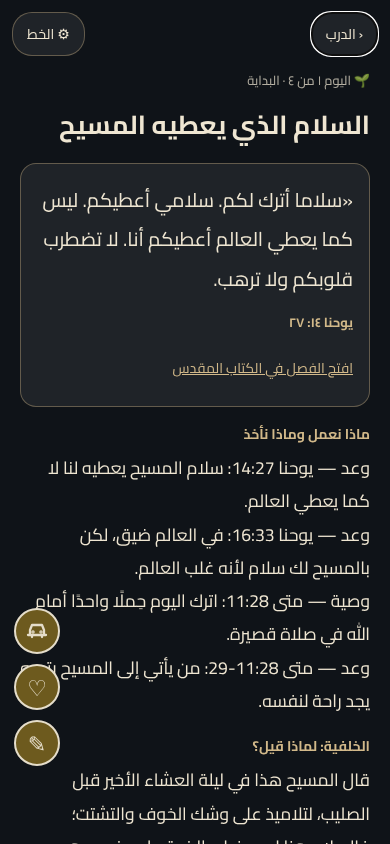 ‹ الدرب
⚙ الخط
🌱 اليوم ١ من ٤ · البداية
السلام الذي يعطيه المسيح
«سلاما أترك لكم. سلامي أعطيكم. ليس
كما يعطي العالم أعطيكم أنا. لا تضطرب
قلوبكم ولا ترهب.
يوحنا ١٤: ٢٧
افتح الفصل في الكتاب المقدس
ماذا نعمل وماذا نأخذ
وعد — يوحنا 14:27: سلام المسيح يعطيه لنا لا
كما يعطي العالم.
وعد — يوحنا 16:33: في العالم ضيق، لكن
بالمسيح لك سلام لأنه غلب العالم.
وصية — متى 11:28: اترك اليوم حِملًا واحدًا أمام
الله في صلاة قصيرة.
وعد — متى 11:28-29: من يأتي إلى المسيح
يجد راحة لنفسه.
الخلفية: لماذا قيل؟
قال المسيح هذا في ليلة العشاء الأخير قبل
الصليب، لتلاميذ على وشك الخوف والتشتت؛